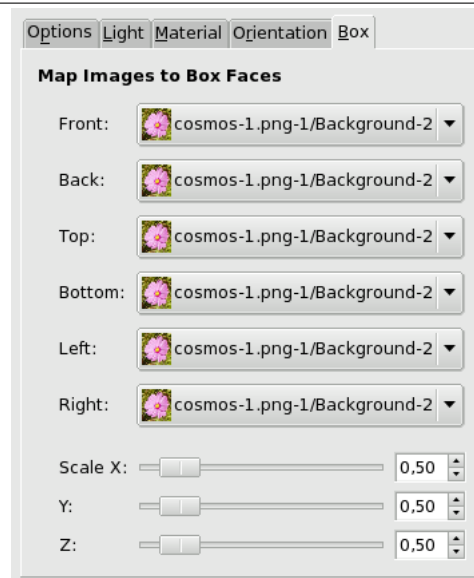 Options Light Material Orientation Box
Map Images to Box Faces
Front: cosmos-1.png-1/Background-2
Back: cosmos-1.png-1/Background-2
Top: cosmos-1.png-1/Background-2
Bottom: cosmos-1.png-1/Background-2
Left: cosmos-1.png-1/Background-2
Right: cosmos-1.png-1/Background-2
Scale X: 0,50
Y: 0,50
Z: 0,50